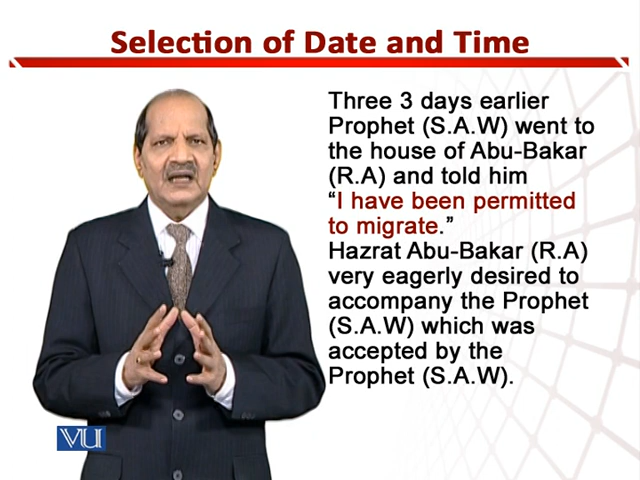 Selection of Date and Time
Three 3 days earlier
Prophet (S.A.W) went to
the house of Abu-Bakar
(R.A) and told him
“I have been permitted
to migrate.”
Hazrat Abu-Bakar (R.A)
very eagerly desired to
accompany the Prophet
(S.A.W) which was
accepted by the
Prophet (S.A.W).
VU